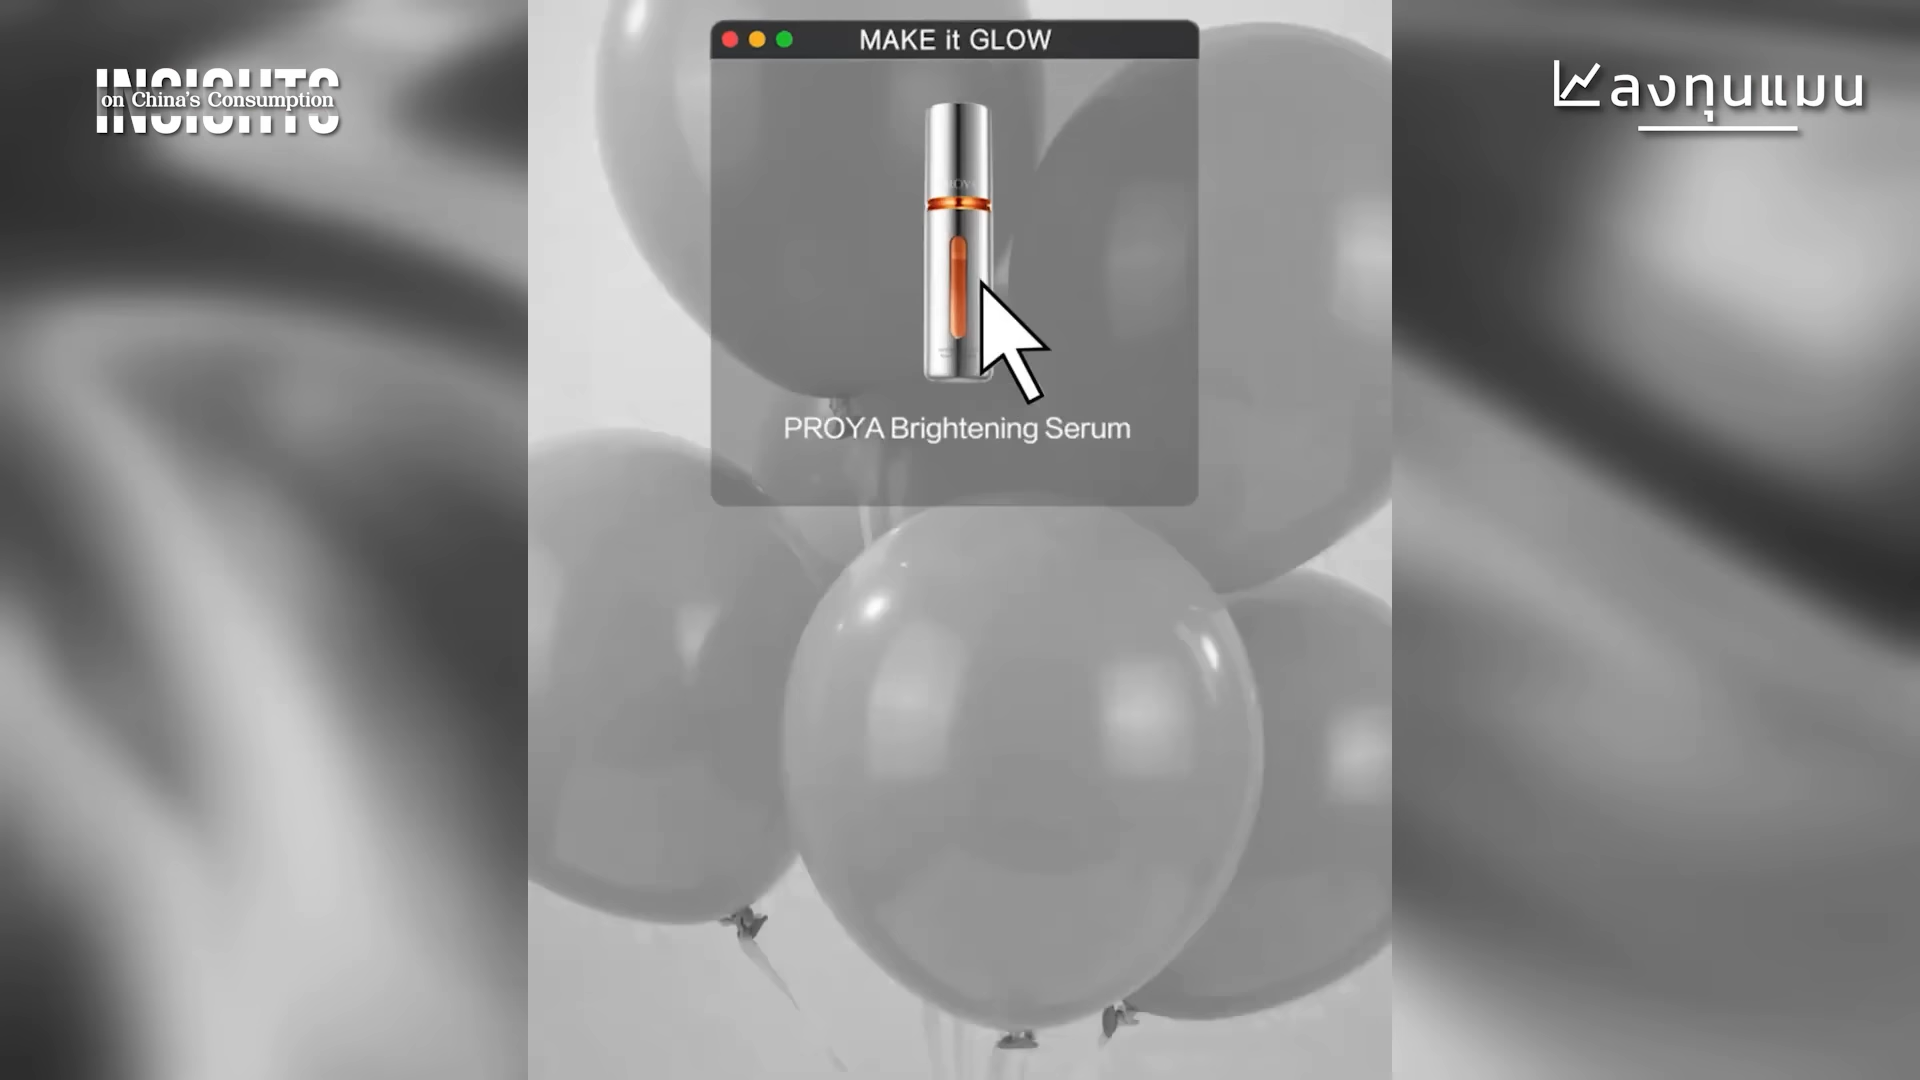 INSIGHTS
on China's Consumption
ลงทุนแมน
MAKE it GLOW
PROYA Brightening Serum